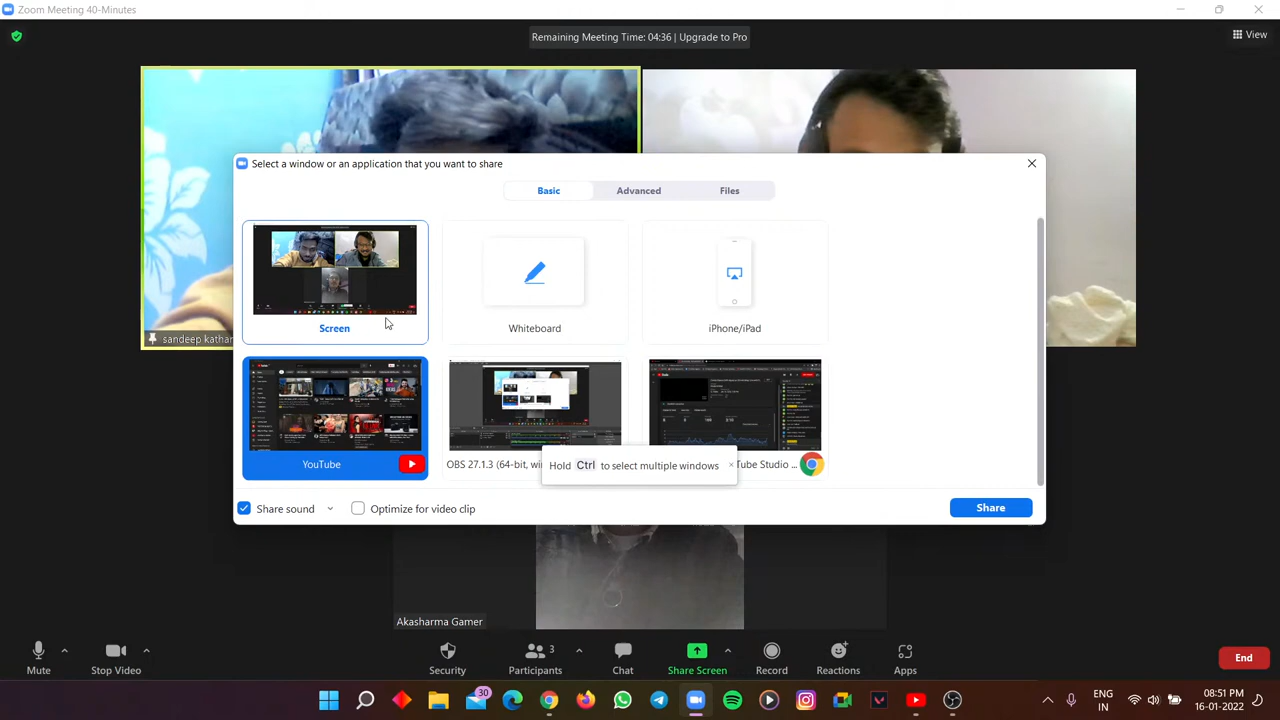 Zoom Meeting 40-Minutes
Remaining Meeting Time: 04:36 | Upgrade to Pro
View
Select a window or an application that you want to share
Basic
Advanced
Files
Screen
Whiteboard
iPhone/iPad
sandeep kathar
YouTube
OBS 27.1.3 (64-bit, wi
Hold Ctrl to select multiple windows
Tube Studio ...
Share sound
Optimize for video clip
Share
Akasharma Gamer
Mute
Stop Video
Security
Participants
3
Chat
Share Screen
Record
Reactions
Apps
End
30
ENG
IN
08:51 PM
16-01-2022